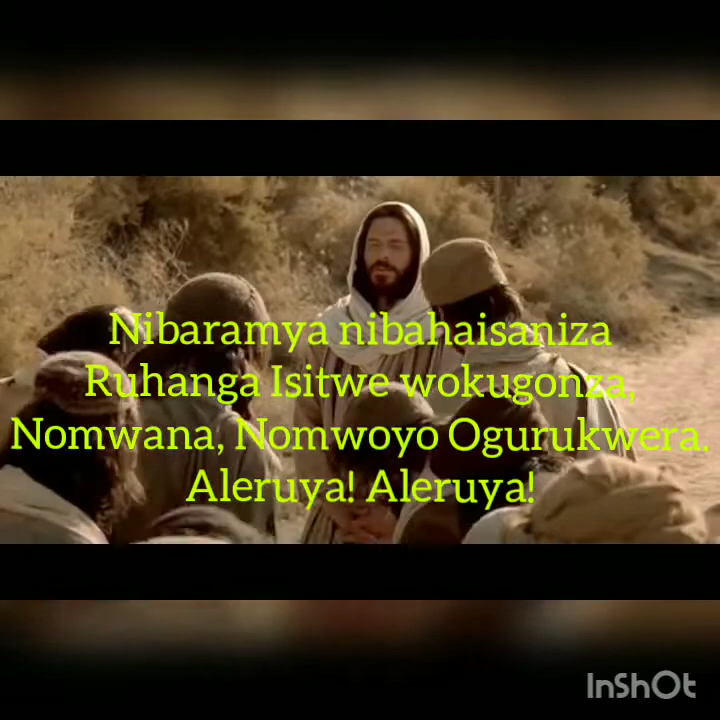 Nibaramya nibahaisaniza
Ruhanga Isitwe wokugonza,
Nomwana, Nomwoyo Ogurukwera.
Aleruya! Aleruya!
InShOt